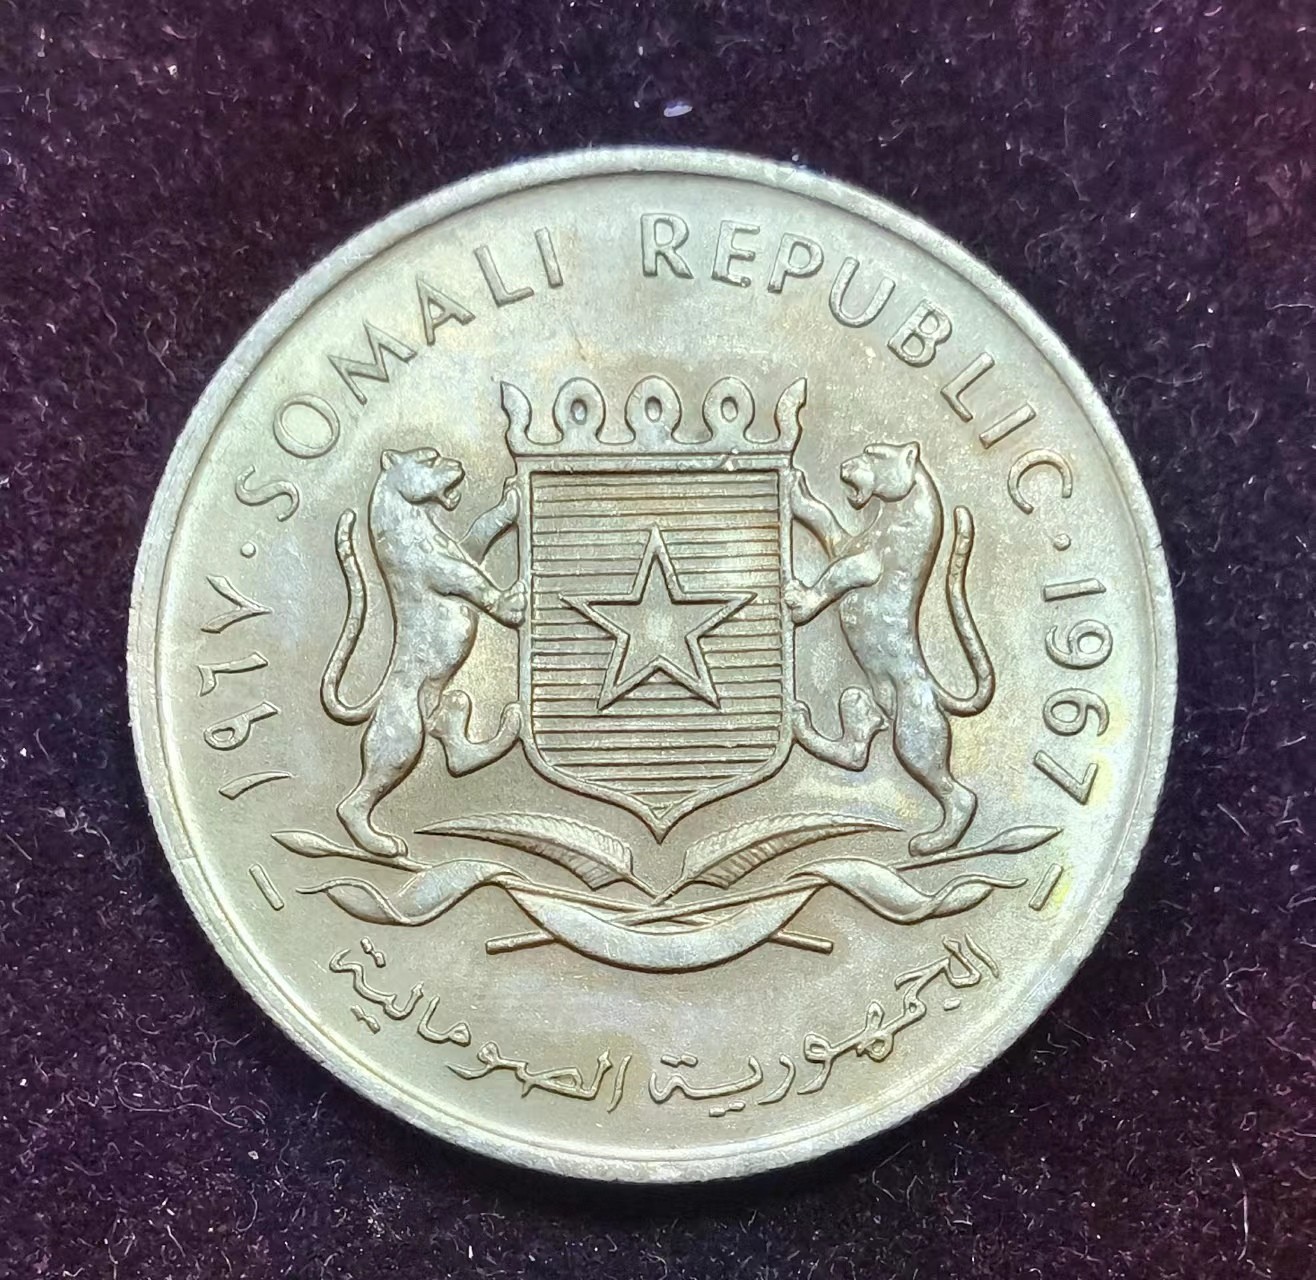 ١٩٦٧ · SOMALI REPUBLIC · 1967
الجمهورية الصومالية